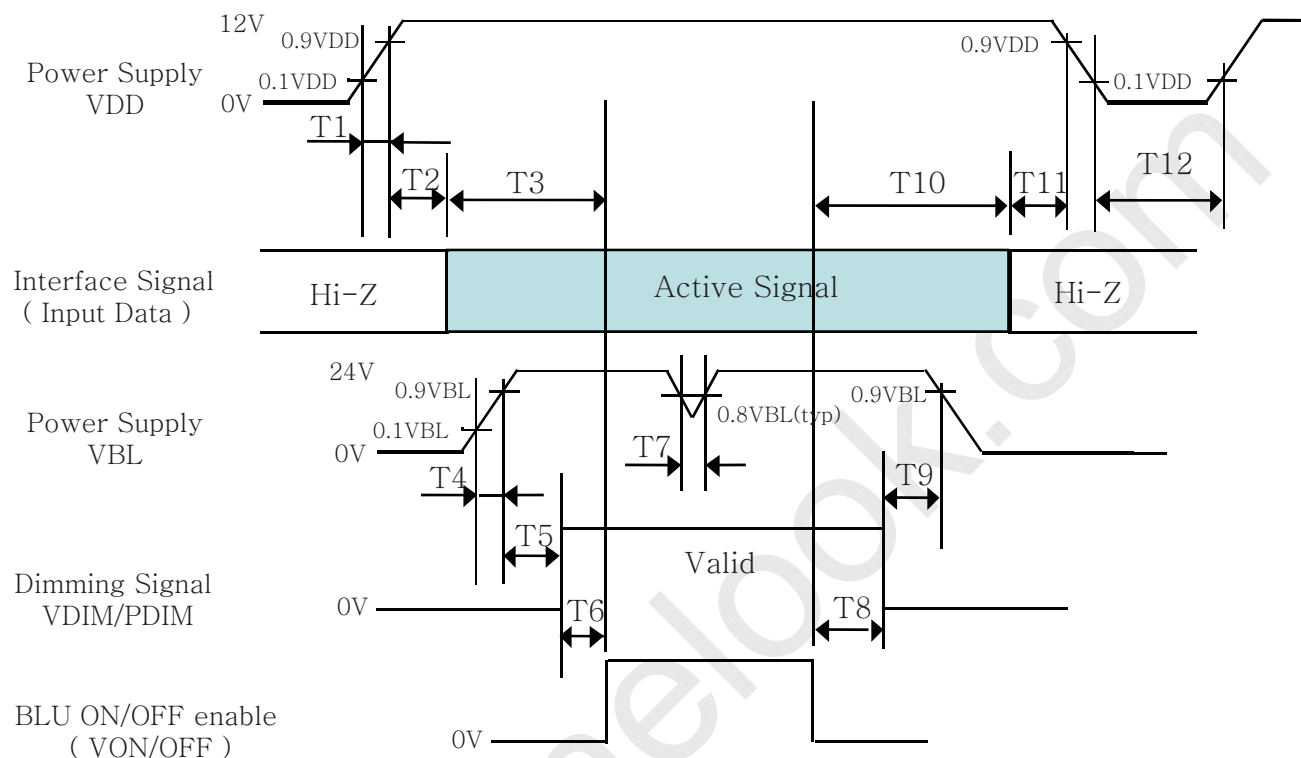 12V
0.9VDD
0.9VDD
Power Supply
VDD
0.1VDD
0.1VDD
0V
T1
T2
T3
T10
T11
T12
Interface Signal
( Input Data )
Hi-Z
Active Signal
Hi-Z
24V
0.9VBL
0.9VBL
0.8VBL(typ)
Power Supply
VBL
0.1VBL
0V
T7
T4
T9
T5
Valid
Dimming Signal
VDIM/PDIM
0V
T6
T8
BLU ON/OFF enable
( VON/OFF )
0V
nelook.com